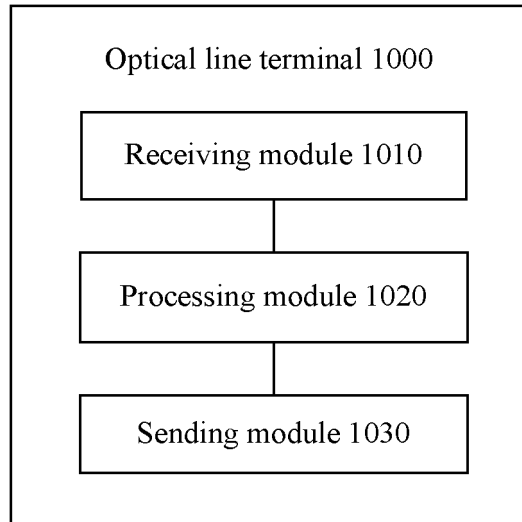 Optical line terminal 1000
Receiving module 1010
Processing module 1020
Sending module 1030